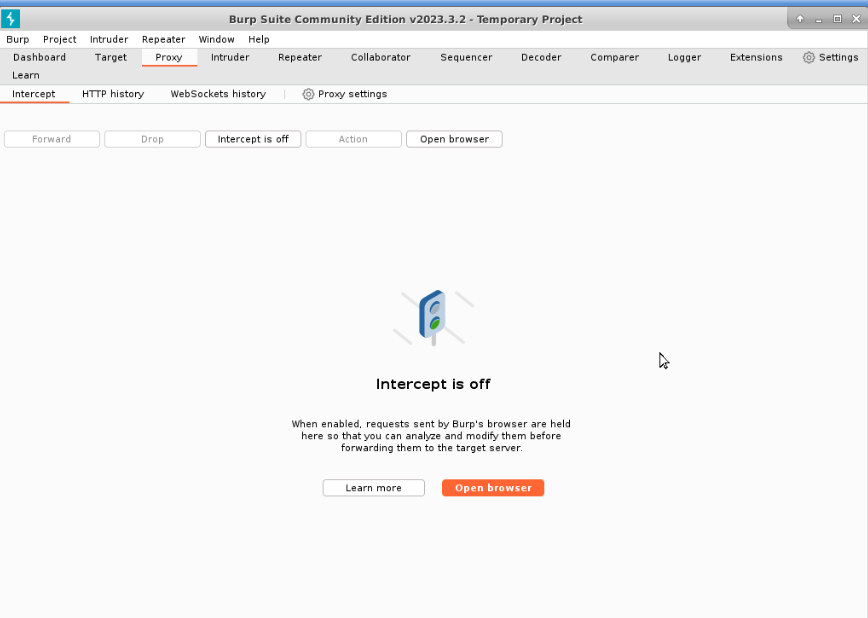 Burp Suite Community Edition v2023.3.2 - Temporary Project
Burp Project Intruder Repeater Window Help
Dashboard Target Proxy Intruder Repeater Collaborator Sequencer Decoder Comparer Logger Extensions Settings
Learn
Intercept HTTP history WebSockets history Proxy settings
Forward Drop Intercept is off Action Open browser
Intercept is off
When enabled, requests sent by Burp's browser are held
here so that you can analyze and modify them before
forwarding them to the target server.
Learn more Open browser